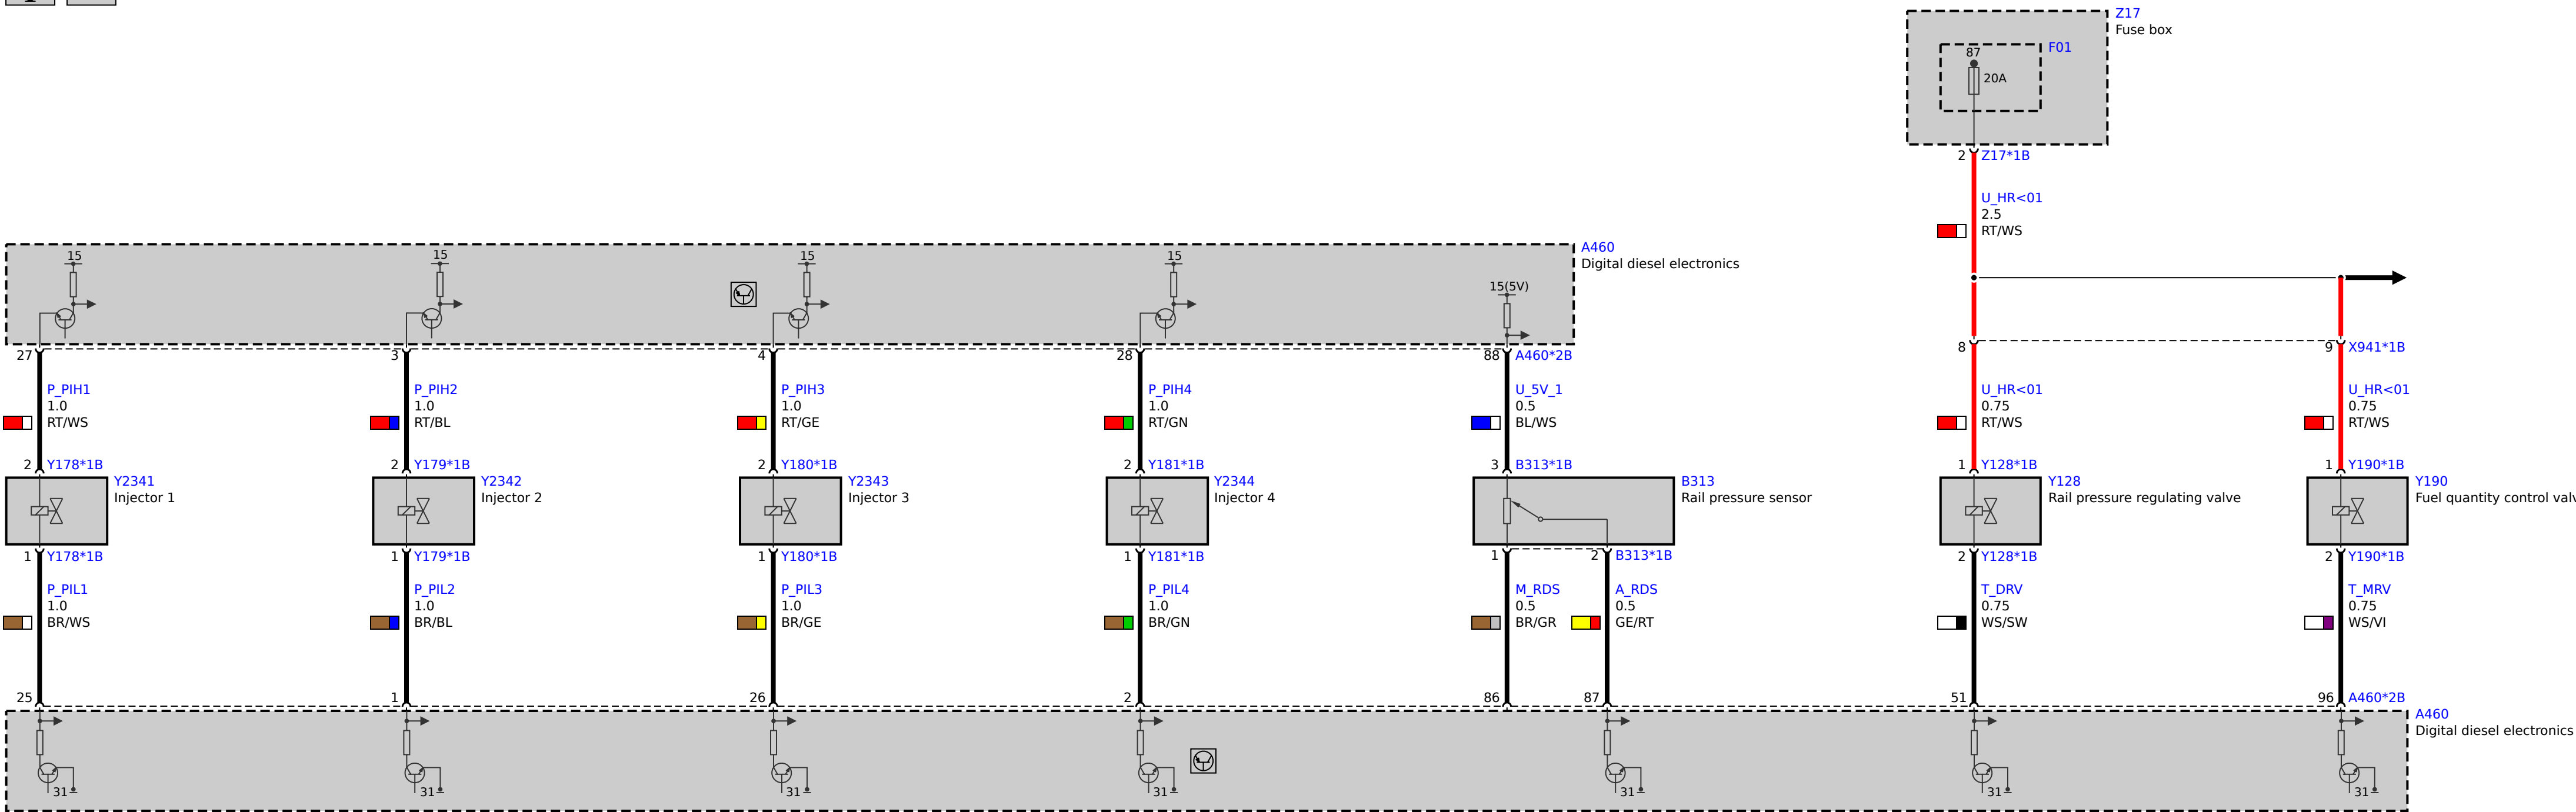 Z17
Fuse box
F01
87
20A
2 Z17*1B
U_HR<01
2.5
RT/WS
A460
Digital diesel electronics
15 15 15 15
15(5V)
27 3 4 28 88 A460*2B
8 9 X941*1B
P_PIH1
1.0
RT/WS
P_PIH2
1.0
RT/BL
P_PIH3
1.0
RT/GE
P_PIH4
1.0
RT/GN
U_5V_1
0.5
BL/WS
U_HR<01
0.75
RT/WS
U_HR<01
0.75
RT/WS
2 Y178*1B
2 Y179*1B
2 Y180*1B
2 Y181*1B
3 B313*1B
1 Y128*1B
1 Y190*1B
Y2341
Injector 1
Y2342
Injector 2
Y2343
Injector 3
Y2344
Injector 4
B313
Rail pressure sensor
Y128
Rail pressure regulating valve
Y190
Fuel quantity control valv
1 Y178*1B
1 Y179*1B
1 Y180*1B
1 Y181*1B
1 2 B313*1B
2 Y128*1B
2 Y190*1B
P_PIL1
1.0
BR/WS
P_PIL2
1.0
BR/BL
P_PIL3
1.0
BR/GE
P_PIL4
1.0
BR/GN
M_RDS
0.5
BR/GR
A_RDS
0.5
GE/RT
T_DRV
0.75
WS/SW
T_MRV
0.75
WS/VI
25 1 26 2 86 87 51 96 A460*2B
A460
Digital diesel electronics
31 31 31 31 31 31 31